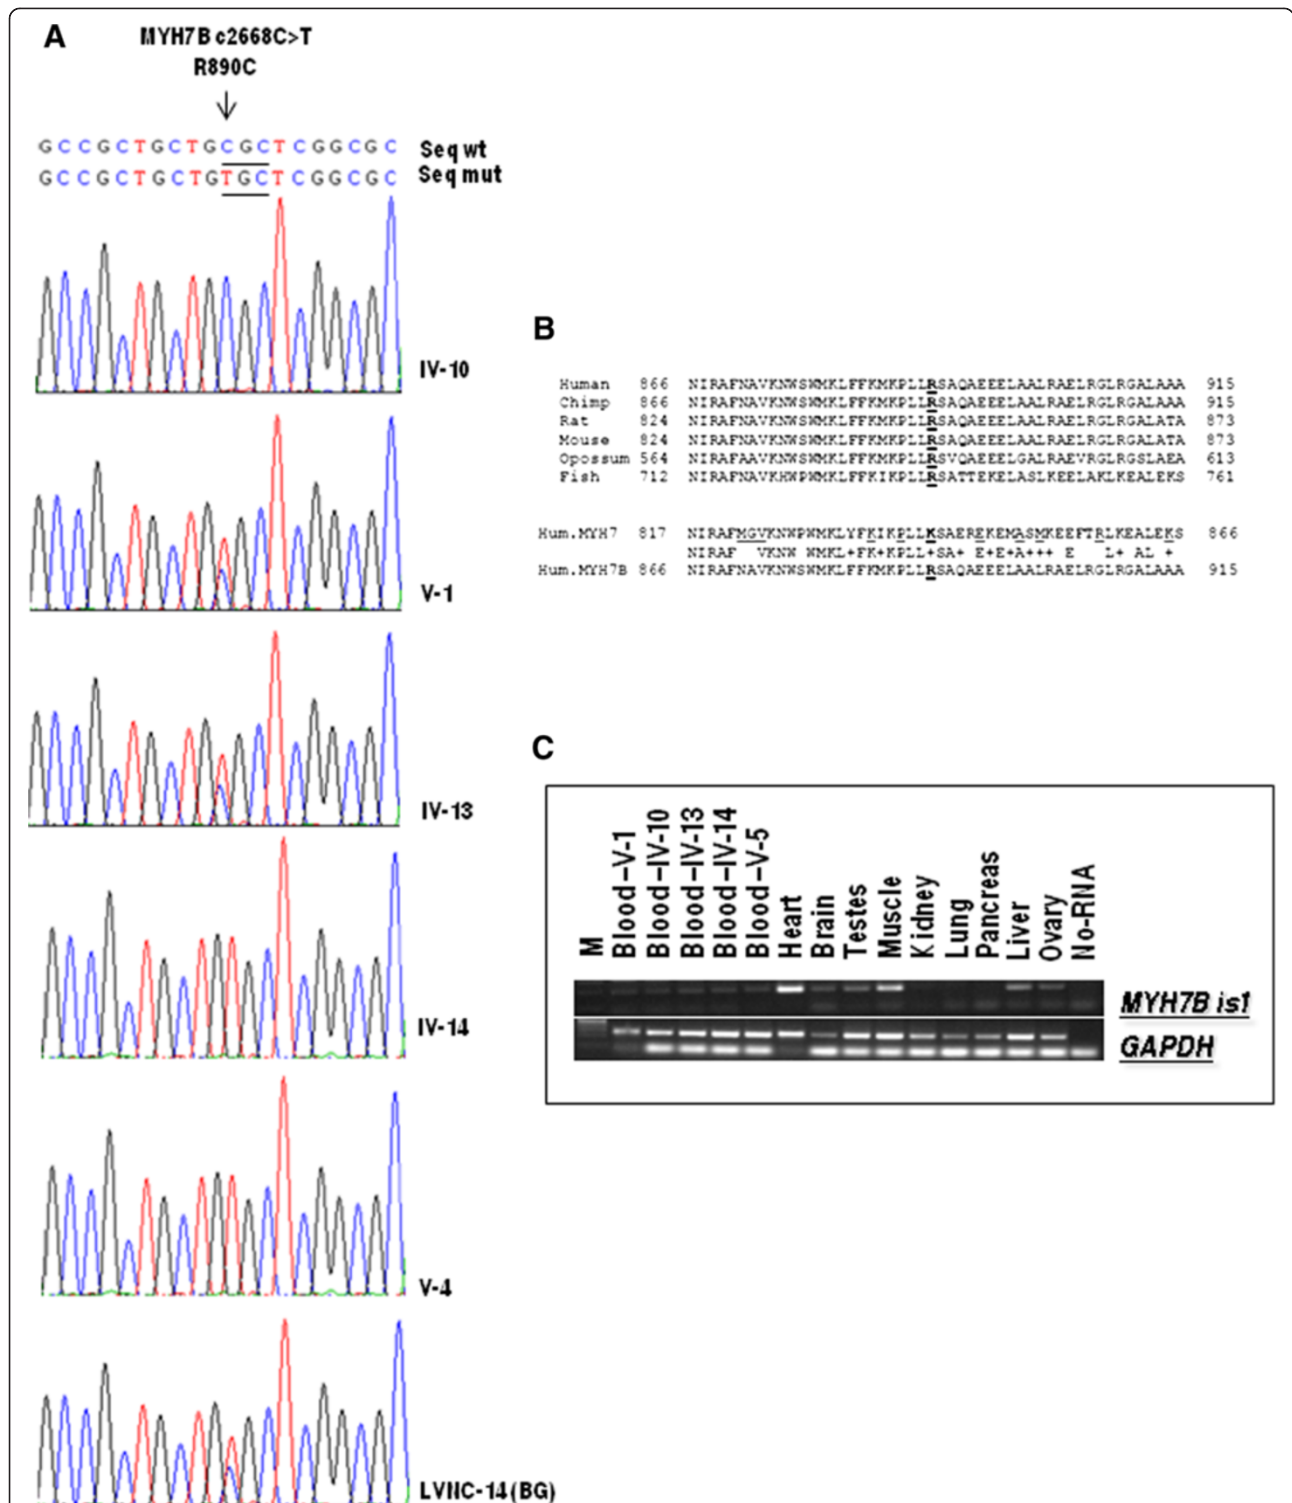 A
MYH7B c2668C>T
R890C
GCCGCTGCTGCGCTCGGCGC Seq wt
GCCGCTGCTGTGCTCGGCGC Seq mut
IV-10
V-1
IV-13
IV-14
V-4
LVNC-14 (BG)
B
Human 866 NIRAFNAVKNWSWMKLFFKMKPLLRSAQAEEELAALRAELRGLRGALAAA 915
Chimp 866 NIRAFNAVKNWSWMKLFFKMKPLLRSAQAEEELAALRAELRGLRGALAAA 915
Rat 824 NIRAFNAVKNWSWMKLFFKMKPLLRSAQAEEELAALRAELRGLRGALATA 873
Mouse 824 NIRAFNAVKNWSWMKLFFKMKPLLRSAQAEEELAALRAELRGLRGALATA 873
Opossum 564 NIRAFAAVKNWSWMKLFFKMKPLLRSVQAEEELGALRAEVRGLRGSLAEA 613
Fish 712 NIRAFNAVKHWPWMKLFFKIKPLLRSATTEKELASLKEELAKLKEALEKS 761
Hum.MYH7 817 NIRAFMGVKNWPWMKLYFKIKPLLKSAEREKEMASMKEEFTRLKEALEKS 866
NIRAF VKNW WMKL+FK+KPLL+SA+ E+E+A+++ E L+ AL +
Hum.MYH7B 866 NIRAFNAVKNWSWMKLFFKMKPLLRSAQAEEELAALRAELRGLRGALAAA 915
C
M
Blood-V-1
Blood-IV-10
Blood-IV-13
Blood-IV-14
Blood-V-5
Heart
Brain
Testes
Muscle
Kidney
Lung
Pancreas
Liver
Ovary
No-RNA
MYH7B is1
GAPDH